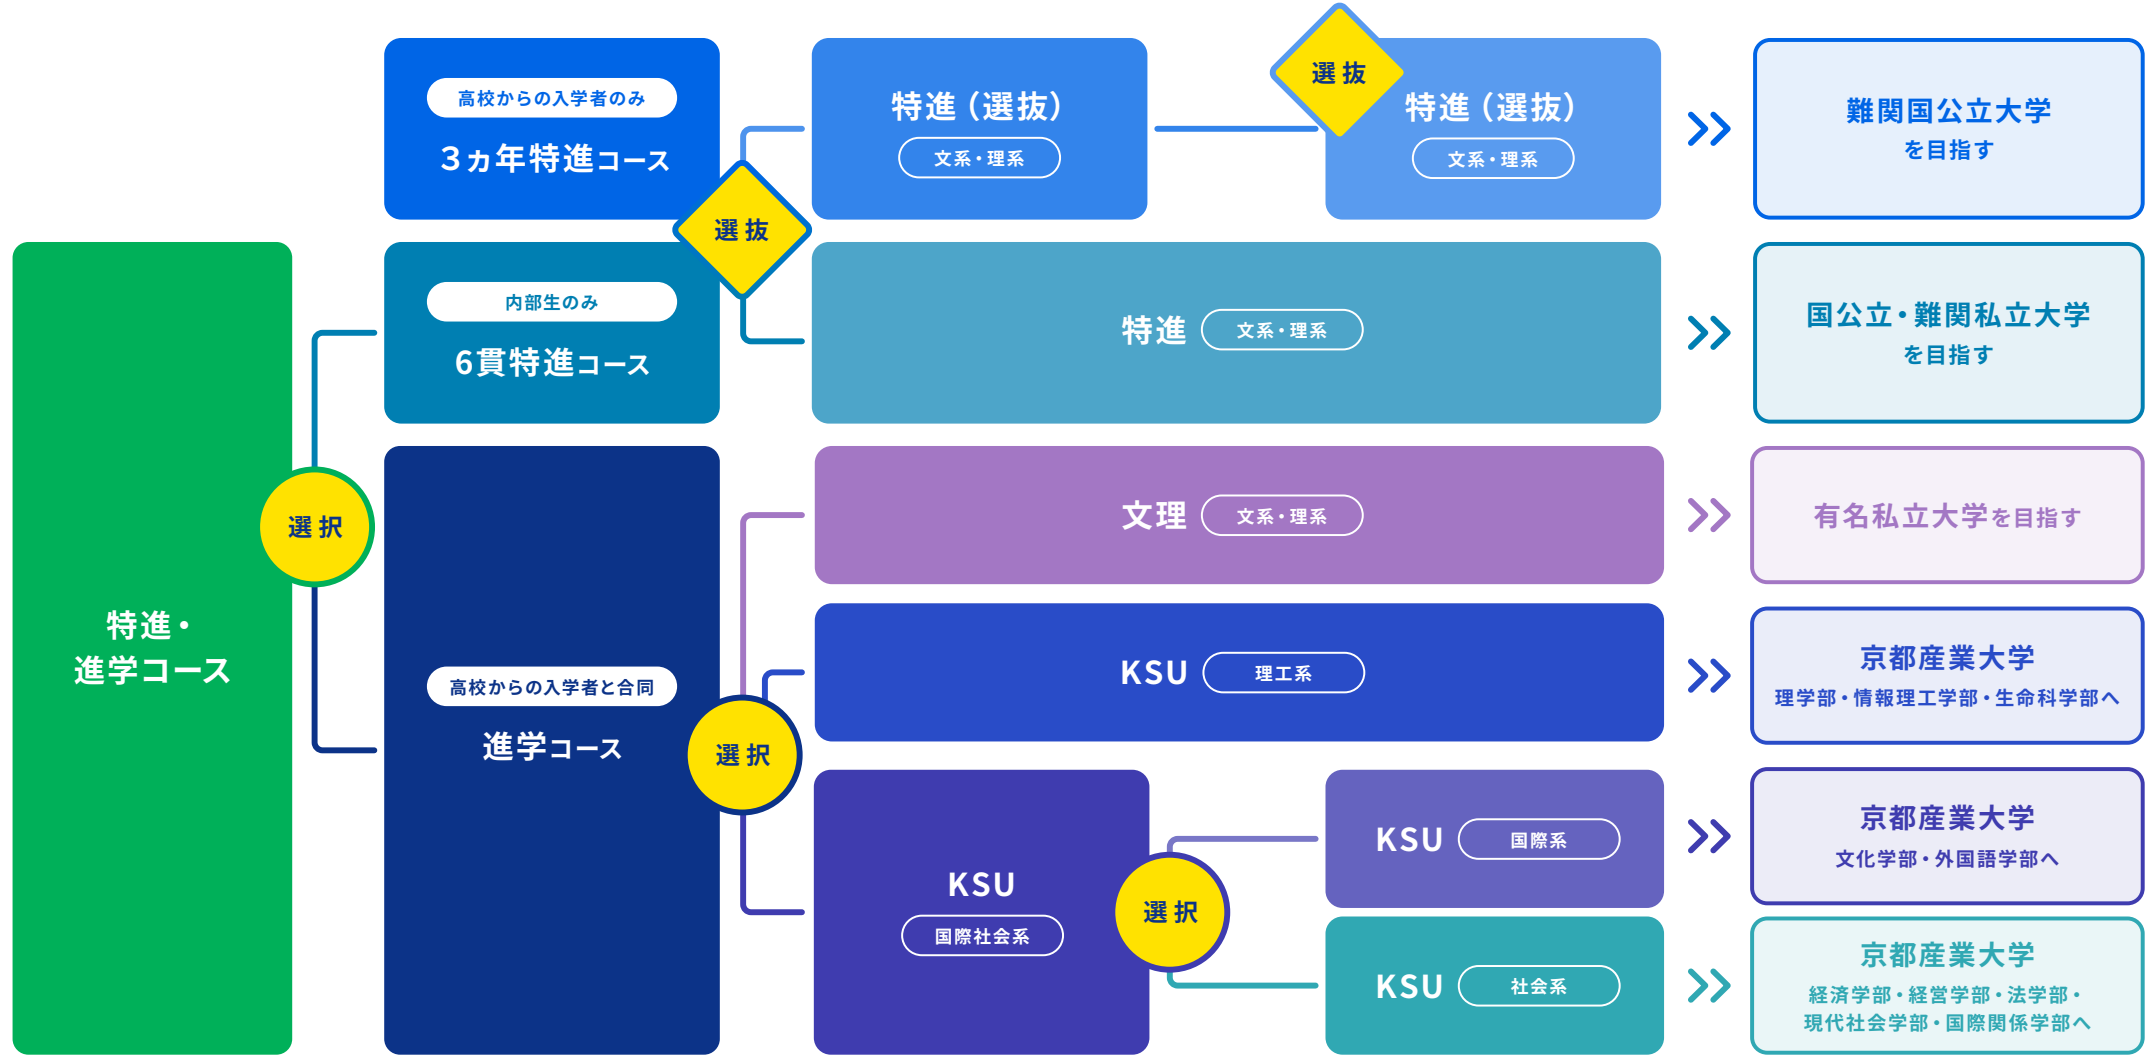 特進・
進学コース
選択
高校からの入学者のみ
３ヵ年特進コース
内部生のみ
6貫特進コース
選抜
特進（選抜）
文系・理系
選抜
特進（選抜）
文系・理系
難関国公立大学
を目指す
特進 文系・理系
国公立・難関私立大学
を目指す
高校からの入学者と合同
進学コース
選択
文理 文系・理系
有名私立大学を目指す
KSU 理工系
京都産業大学
理学部・情報理工学部・生命科学部へ
KSU
国際社会系
選択
KSU 国際系
京都産業大学
文化学部・外国語学部へ
KSU 社会系
京都産業大学
経済学部・経営学部・法学部・
現代社会学部・国際関係学部へ